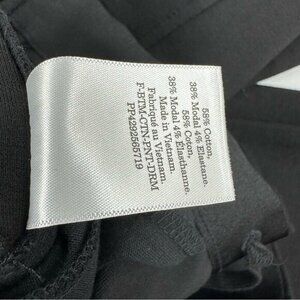 58% Cotton,
38% Modal 4% Elastane.
58% Coton,
38% Modal 4% Élasthanne.
Made in Vietnam.
Fabriqué au Vietnam.
F-BTM-CTN-PNT-DRM
PP4292565719